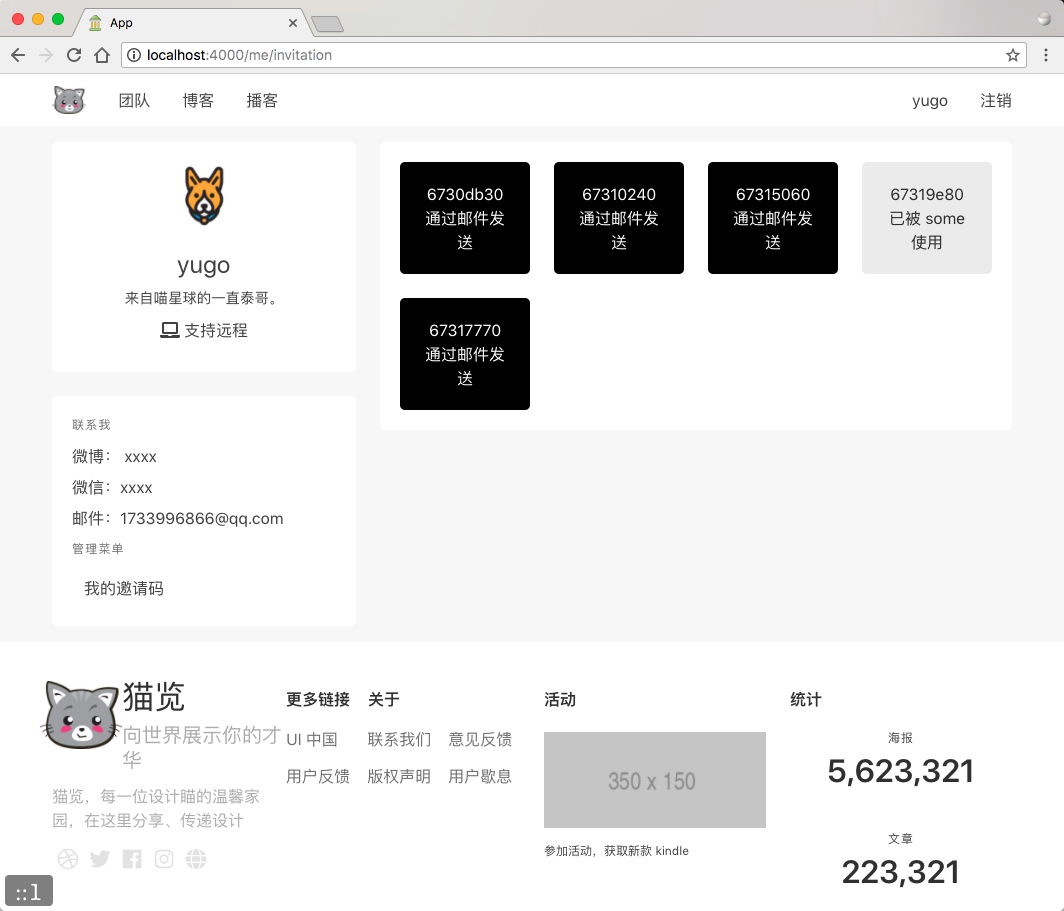 App
localhost:4000/me/invitation
团队 博客 播客 yugo 注销
yugo
来自喵星球的一直泰哥。
支持远程
联系我
微博： xxxx
微信：xxxx
邮件：1733996866@qq.com
管理菜单
我的邀请码
6730db30
通过邮件发
送
67310240
通过邮件发
送
67315060
通过邮件发
送
67319e80
已被 some
使用
67317770
通过邮件发
送
猫览
向世界展示你的才
华
猫览，每一位设计瞄的温馨家
园，在这里分享、传递设计
更多链接
UI 中国
用户反馈
关于
联系我们 意见反馈
版权声明 用户歇息
活动
350 x 150
参加活动，获取新款 kindle
统计
海报
5,623,321
文章
223,321
::1